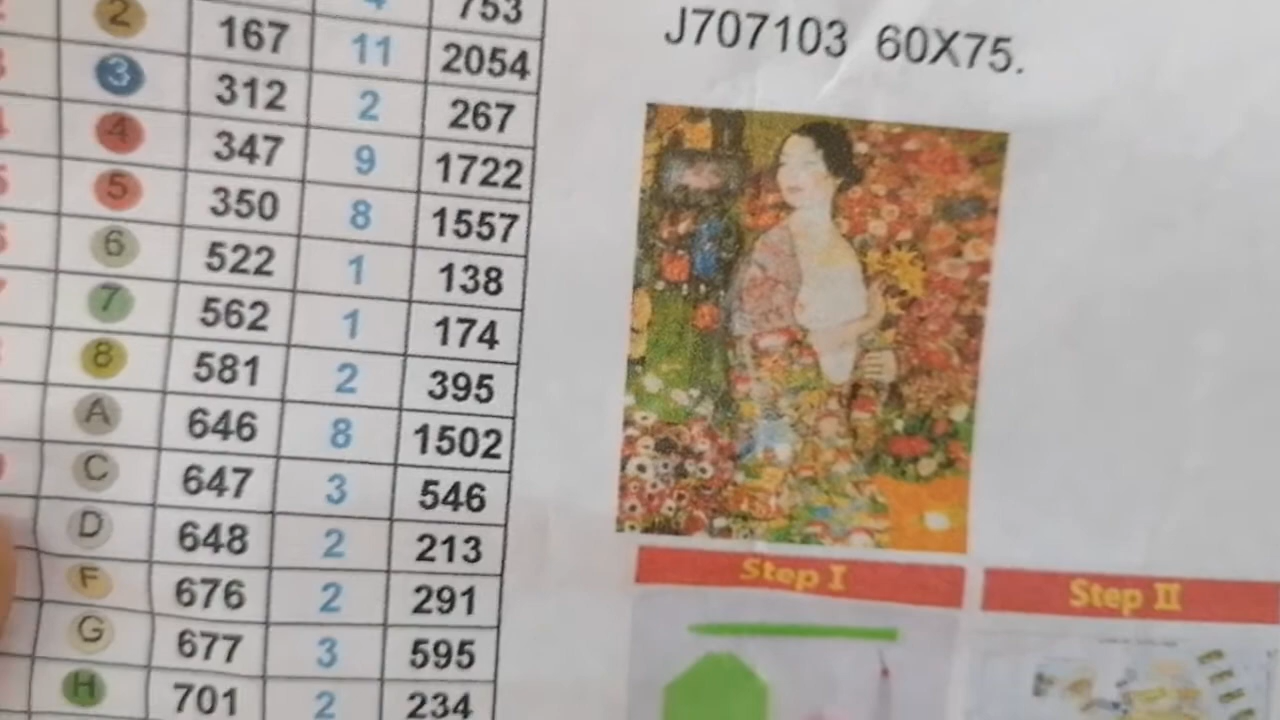 753
2 167 11 2054
3 312 2 267
4 347 9 1722
5 350 8 1557
6 522 1 138
7 562 1 174
8 581 2 395
A 646 8 1502
C 647 3 546
D 648 2 213
F 676 2 291
G 677 3 595
H 701 2 234
J707103 60X75.
Step I
Step II